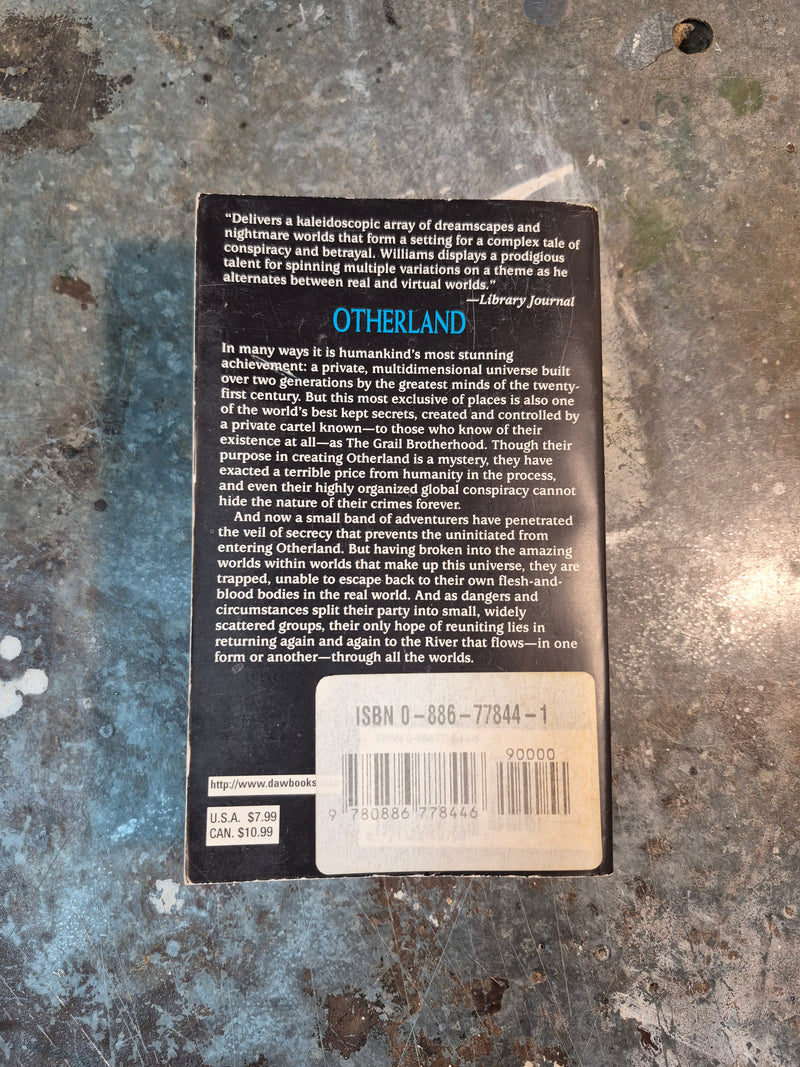 “Delivers a kaleidoscopic array of dreamscapes and
nightmare worlds that form a setting for a complex tale of
conspiracy and betrayal. Williams displays a prodigious
talent for spinning multiple variations on a theme as he
alternates between real and virtual worlds.”
—Library Journal
OTHERLAND
In many ways it is humankind’s most stunning
achievement: a private, multidimensional universe built
over two generations by the greatest minds of the twenty-
first century. But this most exclusive of places is also one
of the world’s best kept secrets, created and controlled by
a private cartel known—to those who know of their
existence at all—as The Grail Brotherhood. Though their
purpose in creating Otherland is a mystery, they have
exacted a terrible price from humanity in the process,
and even their highly organized global conspiracy cannot
hide the nature of their crimes forever.
And now a small band of adventurers have penetrated
the veil of secrecy that prevents the uninitiated from
entering Otherland. But having broken into the amazing
worlds within worlds that make up this universe, they are
trapped, unable to escape back to their own flesh-and-
blood bodies in the real world. And as dangers and
circumstances split their party into small, widely
scattered groups, their only hope of reuniting lies in
returning again and again to the River that flows—in one
form or another—through all the worlds.
ISBN 0-886-77844-1
90000
9 780886 778446
http://www.dawbooks
U.S.A. $7.99
CAN. $10.99